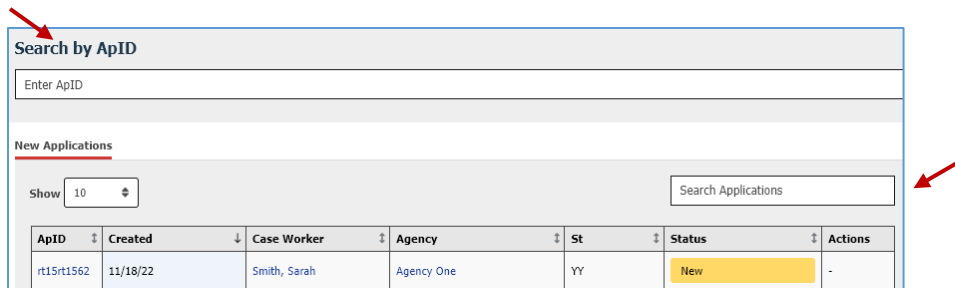 Search by ApID
Enter ApID
New Applications
Show 10
Search Applications
ApID Created Case Worker Agency St Status Actions
rt15rt1562 11/18/22 Smith, Sarah Agency One YY New -